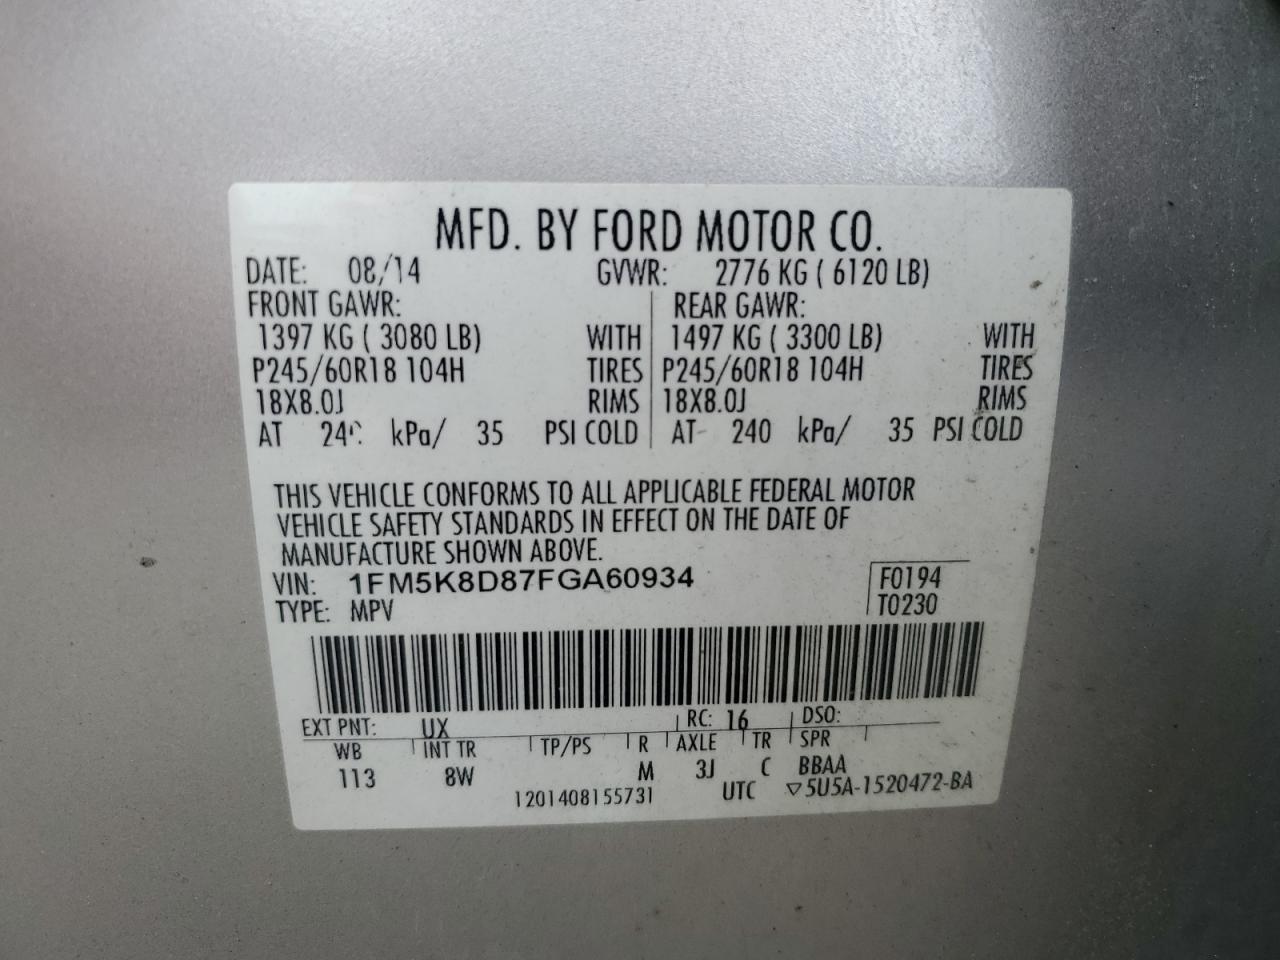 MFD. BY FORD MOTOR CO.
DATE: 08/14 GVWR: 2776 KG ( 6120 LB)
FRONT GAWR: REAR GAWR:
1397 KG ( 3080 LB) WITH 1497 KG ( 3300 LB) WITH
P245/60R18 104H TIRES P245/60R18 104H TIRES
18X8.0J RIMS 18X8.0J RIMS
AT kPa/ 35 PSI COLD AT 240 kPa/ 35 PSI COLD
THIS VEHICLE CONFORMS TO ALL APPLICABLE FEDERAL MOTOR
VEHICLE SAFETY STANDARDS IN EFFECT ON THE DATE OF
MANUFACTURE SHOWN ABOVE.
VIN: 1FM5K8D87FGA60934 F0194
TYPE: MPV T0230
EXT PNT: UX RC: 16 DSO:
WB INT TR TP/PS R AXLE TR SPR
113 8W M 3J C BBAA
1201408155731 UTC ▽5U5A-1520472-BA